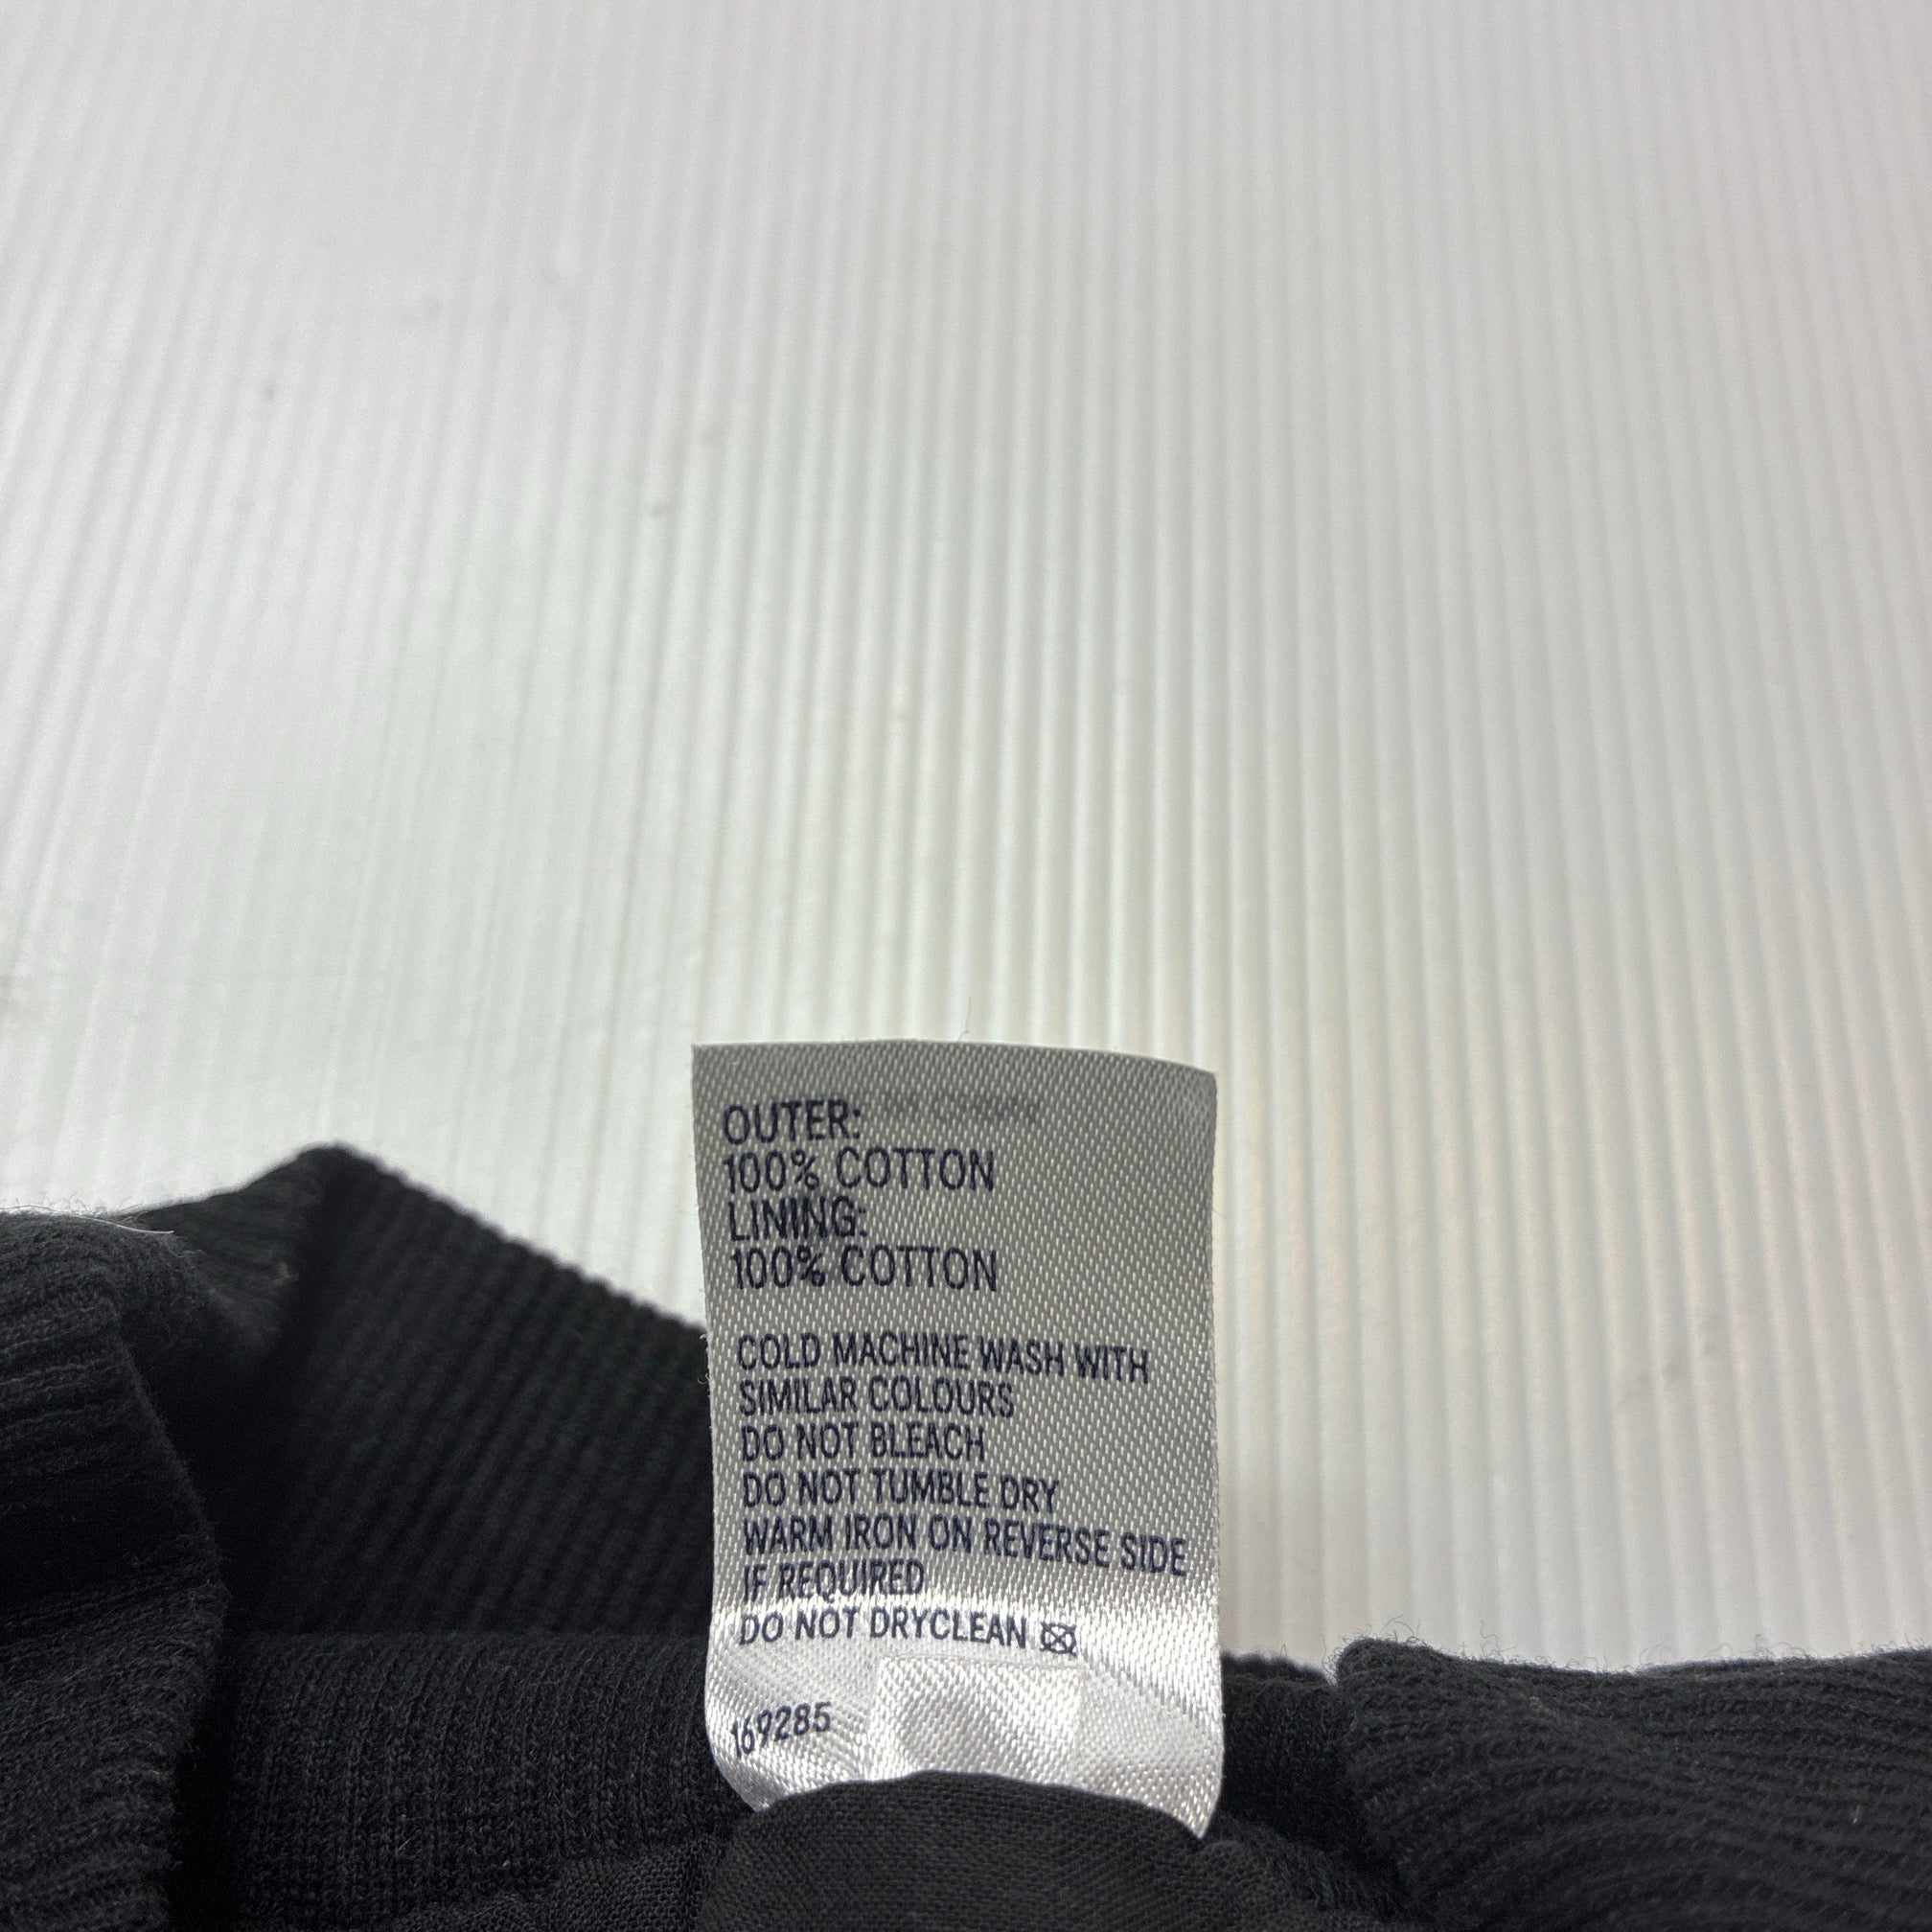 OUTER:
100% COTTON
LINING:
100% COTTON
COLD MACHINE WASH WITH
SIMILAR COLOURS
DO NOT BLEACH
DO NOT TUMBLE DRY
WARM IRON ON REVERSE SIDE
IF REQUIRED
DO NOT DRYCLEAN
169285